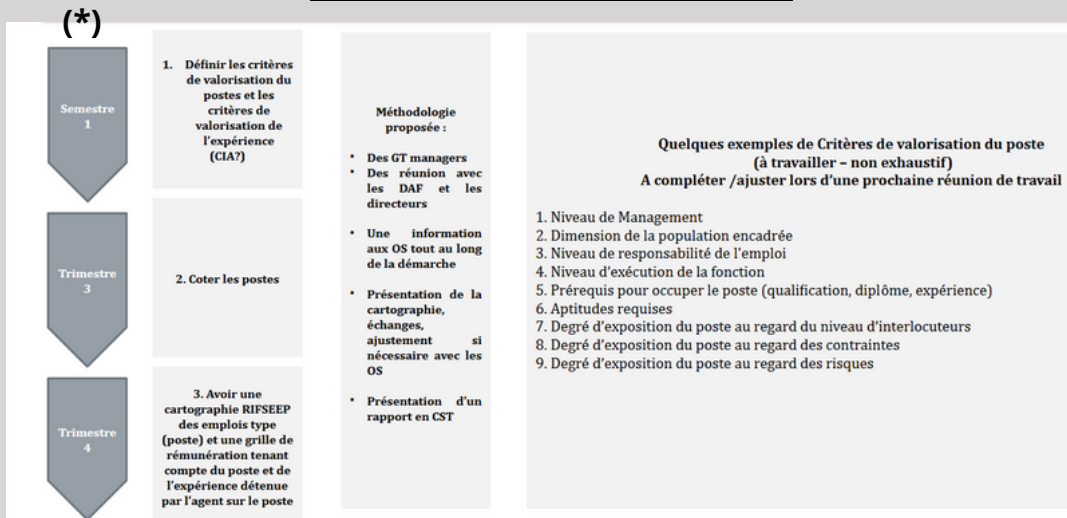 (*)
Semestre
1
1. Définir les critères
de valorisation du
postes et les
critères de
valorisation de
l'expérience
(CIA?)
Trimestre
3
2. Coter les postes
Trimestre
4
3. Avoir une
cartographie RIFSEEP
des emplois type
(poste) et une grille de
rémunération tenant
compte du poste et de
l'expérience détenue
par l'agent sur le poste
Méthodologie
proposée :
• Des GT managers
• Des réunion avec
les DAF et les
directeurs
• Une information
aux OS tout au long
de la démarche
• Présentation de la
cartographie,
échanges,
ajustement si
nécessaire avec les
OS
• Présentation d'un
rapport en CST
Quelques exemples de Critères de valorisation du poste
(à travailler – non exhaustif)
A compléter /ajuster lors d'une prochaine réunion de travail
1. Niveau de Management
2. Dimension de la population encadrée
3. Niveau de responsabilité de l'emploi
4. Niveau d'exécution de la fonction
5. Prérequis pour occuper le poste (qualification, diplôme, expérience)
6. Aptitudes requises
7. Degré d'exposition du poste au regard du niveau d'interlocuteurs
8. Degré d'exposition du poste au regard des contraintes
9. Degré d'exposition du poste au regard des risques